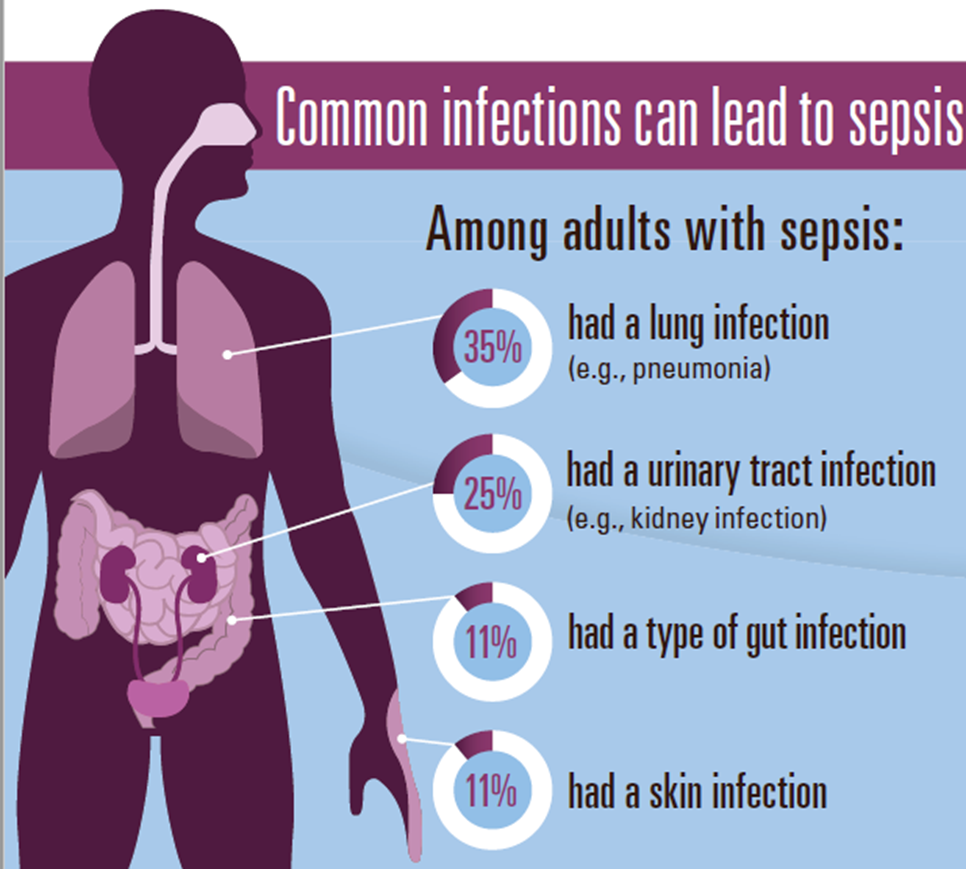 Common infections can lead to sepsis
Among adults with sepsis:
35%
had a lung infection
(e.g., pneumonia)
25%
had a urinary tract infection
(e.g., kidney infection)
11%
had a type of gut infection
11%
had a skin infection